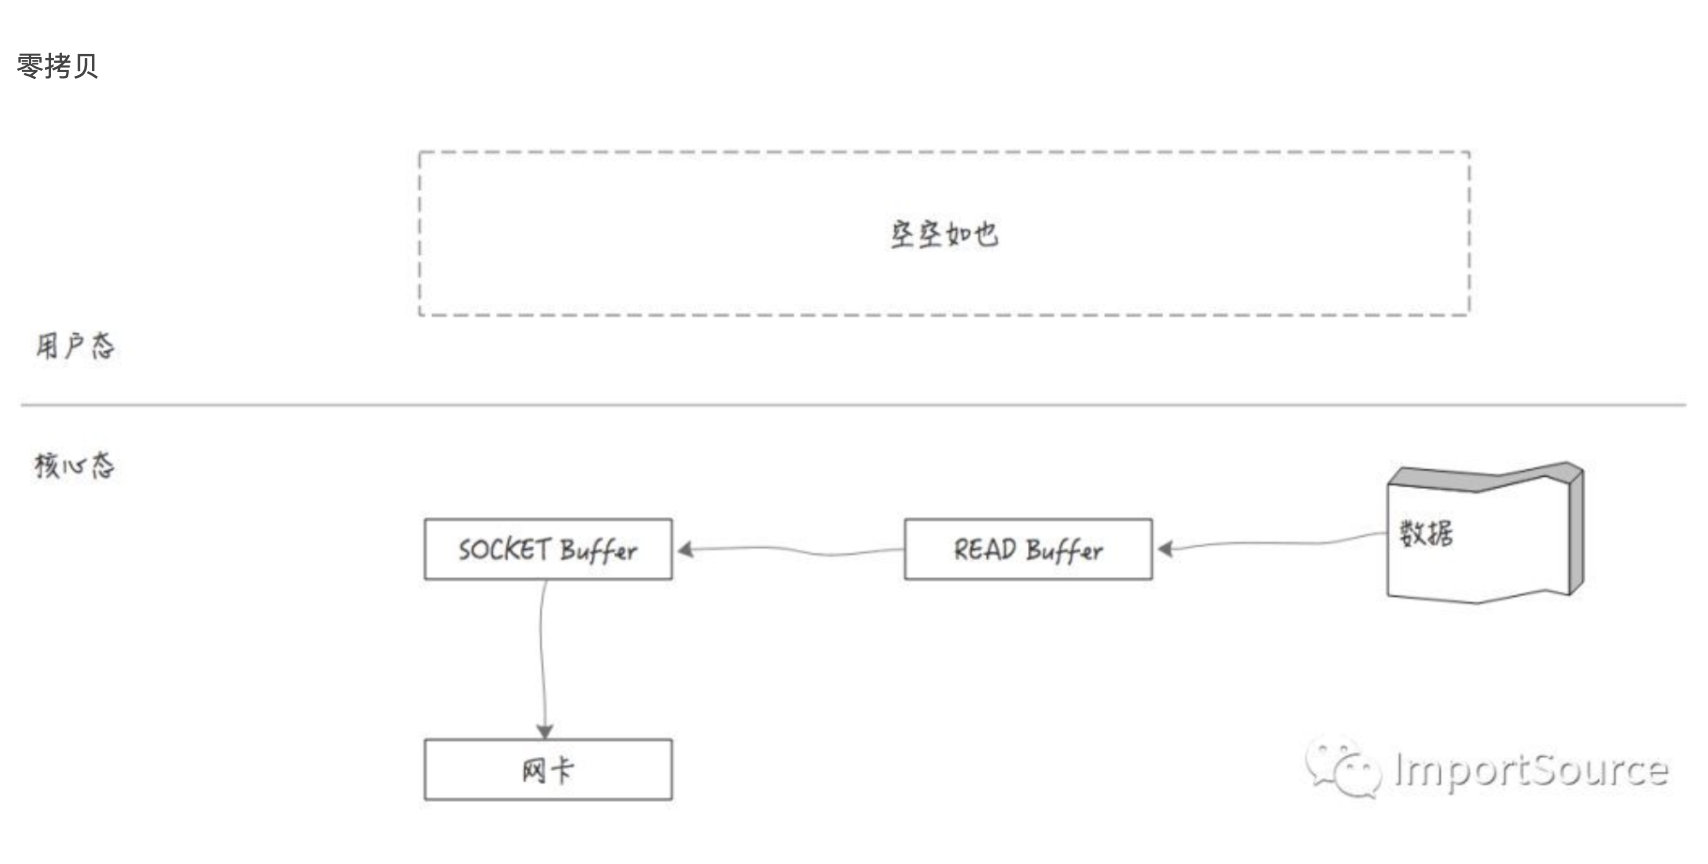 零拷贝
空空如也
用户态
核心态
数据
SOCKET Buffer
READ Buffer
网卡
ImportSource